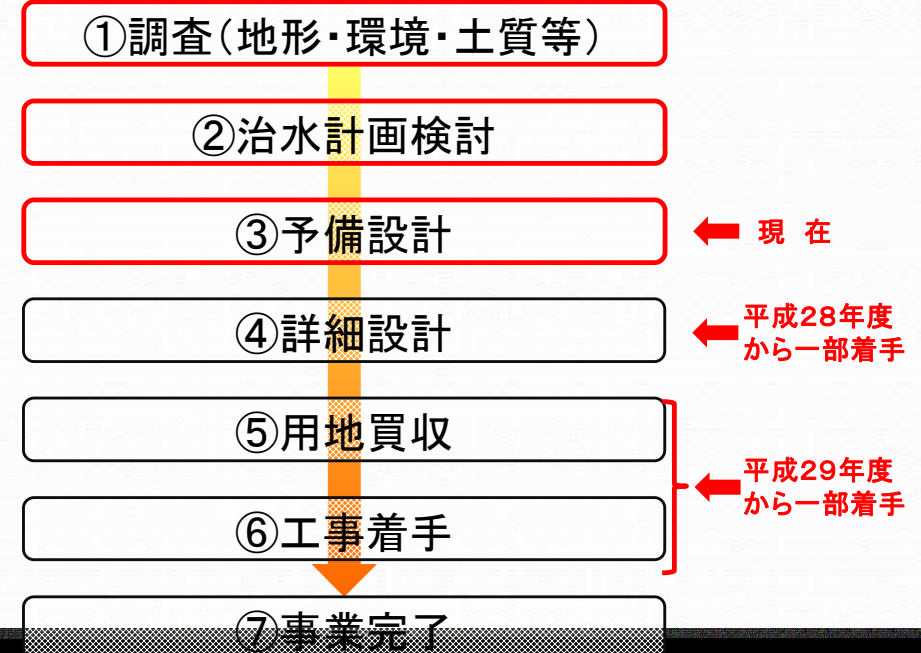 ①調査(地形・環境・土質等)
②治水計画検討
③予備設計
現 在
④詳細設計
平成28年度
から一部着手
⑤用地買収
平成29年度
から一部着手
⑥工事着手
⑦事業完了